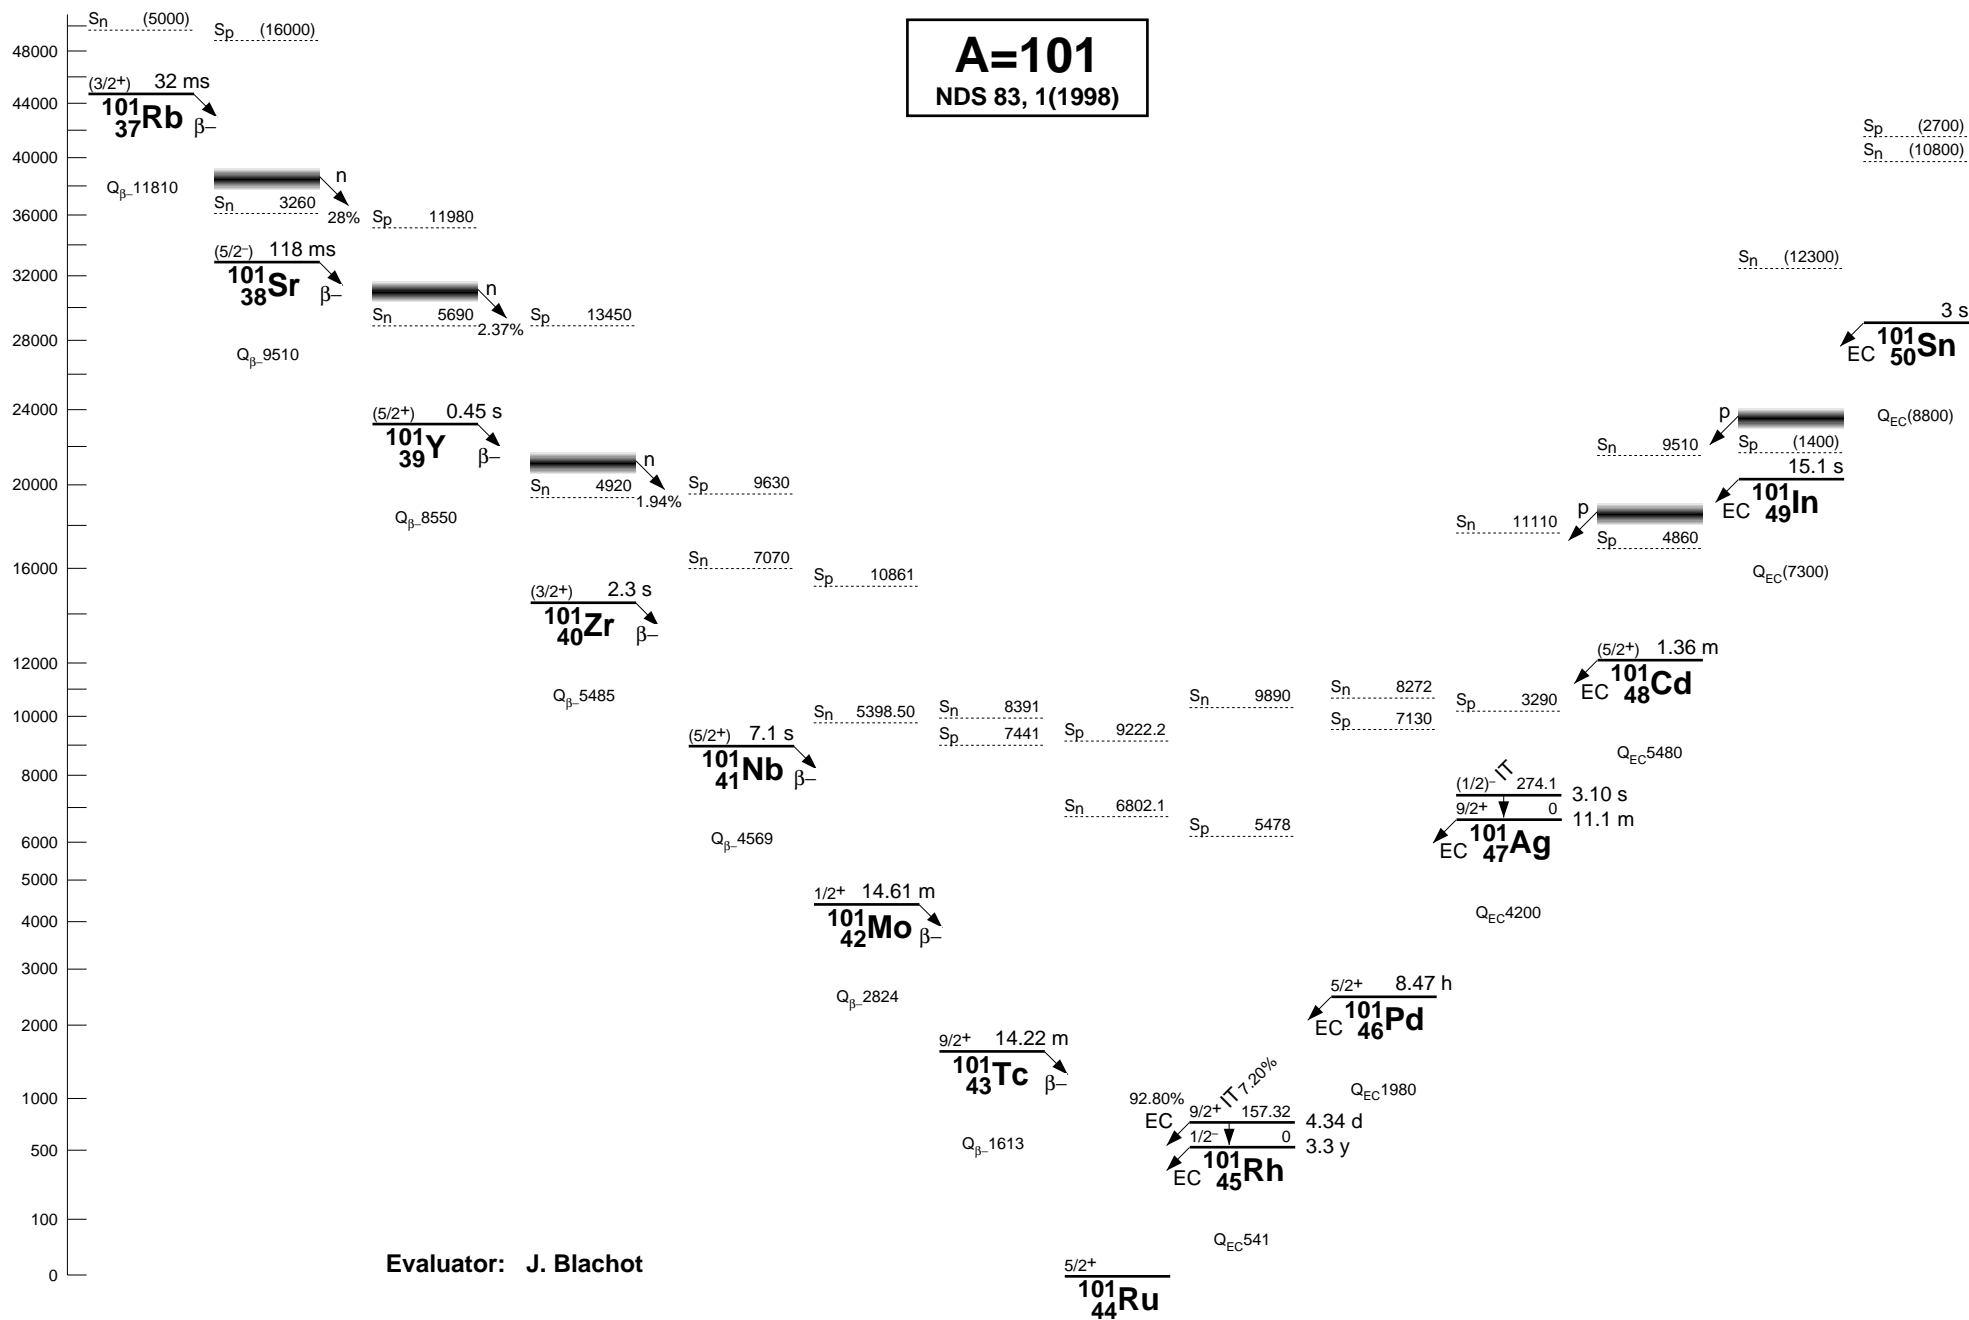 A=101
NDS 83, 1(1998)
48000
44000
40000
36000
32000
28000
24000
20000
16000
12000
10000
8000
6000
5000
4000
3000
2000
1000
500
100
0
Sn (5000)
(3/2+) 32 ms
101 37Rb β−
Qβ−11810
Sp (16000)
n
28%
Sn 3260
(5/2−) 118 ms
101 38Sr β−
Qβ−9510
Sp 11980
n
2.37%
Sn 5690
(5/2+) 0.45 s
101 39Y β−
Qβ−8550
Sp 13450
n
1.94%
Sn 4920
(3/2+) 2.3 s
101 40Zr β−
Qβ−5485
Sp 9630
Sn 7070
(5/2+) 7.1 s
101 41Nb β−
Qβ−4569
Sp 10861
Sn 5398.50
1/2+ 14.61 m
101 42Mo β−
Qβ−2824
Sn 8391
Sp 7441
9/2+ 14.22 m
101 43Tc β−
Qβ−1613
Sp 9222.2
Sn 6802.1
5/2+
101 44Ru
Sn 9890
Sp 5478
92.80%
EC
IT 7.20%
9/2+ 157.32 4.34 d
1/2− 0 3.3 y
EC 101 45Rh
QEC541
Sn 8272
Sp 7130
5/2+ 8.47 h
EC 101 46Pd
QEC1980
Sn 11110
Sp 3290
IT
(1/2)− 274.1 3.10 s
9/2+ 0 11.1 m
EC 101 47Ag
QEC4200
Sn 9510
p
Sp 4860
(5/2+) 1.36 m
EC 101 48Cd
QEC5480
Sn (12300)
p
Sp (1400)
15.1 s
EC 101 49In
QEC(7300)
Sp (2700)
Sn (10800)
3 s
EC 101 50Sn
QEC(8800)
Evaluator: J. Blachot